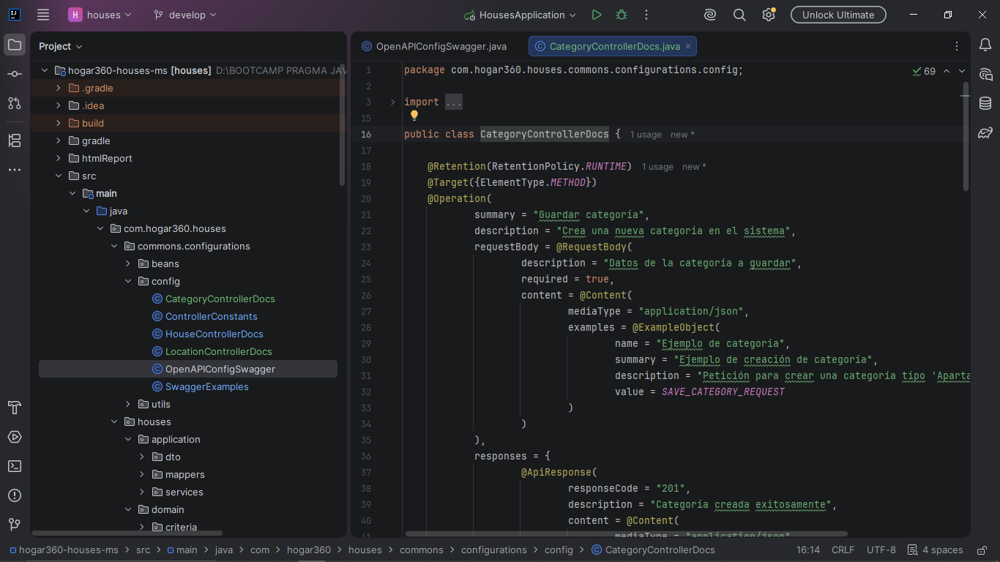 H houses develop HousesApplication Unlock Ultimate
Project
hogar360-houses-ms [houses] D:\BOOTCAMP PRAGMA JAV
.gradle
.idea
build
gradle
htmlReport
src
main
java
com.hogar360.houses
commons.configurations
beans
config
CategoryControllerDocs
ControllerConstants
HouseControllerDocs
LocationControllerDocs
OpenAPIConfigSwagger
SwaggerExamples
utils
houses
application
dto
mappers
services
domain
criteria
OpenAPIConfigSwagger.java CategoryControllerDocs.java
1 package com.hogar360.houses.commons.configurations.config; 69
2
3 import ...
15
16 public class CategoryControllerDocs { 1 usage new *
17
18 @Retention(RetentionPolicy.RUNTIME) 1 usage new *
19 @Target({ElementType.METHOD})
20 @Operation(
21 summary = "Guardar categoría",
22 description = "Crea una nueva categoría en el sistema",
23 requestBody = @RequestBody(
24 description = "Datos de la categoría a guardar",
25 required = true,
26 content = @Content(
27 mediaType = "application/json",
28 examples = @ExampleObject(
29 name = "Ejemplo de categoría",
30 summary = "Ejemplo de creación de categoría",
31 description = "Petición para crear una categoría tipo 'Aparta
32 value = SAVE_CATEGORY_REQUEST
33 )
34 )
35 ),
36 responses = {
37 @ApiResponse(
38 responseCode = "201",
39 description = "Categoría creada exitosamente",
40 content = @Content(
41 mediaType = "application/json"
hogar360-houses-ms > src > main > java > com > hogar360 > houses > commons > configurations > config > CategoryControllerDocs 16:14 CRLF UTF-8 4 spaces